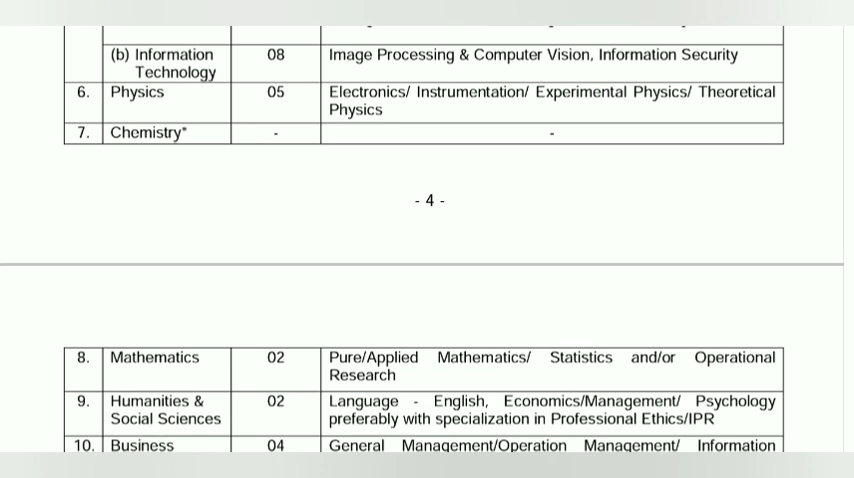 (b) Information 08 Image Processing & Computer Vision, Information Security
Technology
6. Physics 05 Electronics/ Instrumentation/ Experimental Physics/ Theoretical
Physics
7. Chemistry* - -
- 4 -
8. Mathematics 02 Pure/Applied Mathematics/ Statistics and/or Operational
Research
9. Humanities & 02 Language - English, Economics/Management/ Psychology
Social Sciences preferably with specialization in Professional Ethics/IPR
10. Business 04 General Management/Operation Management/ Information